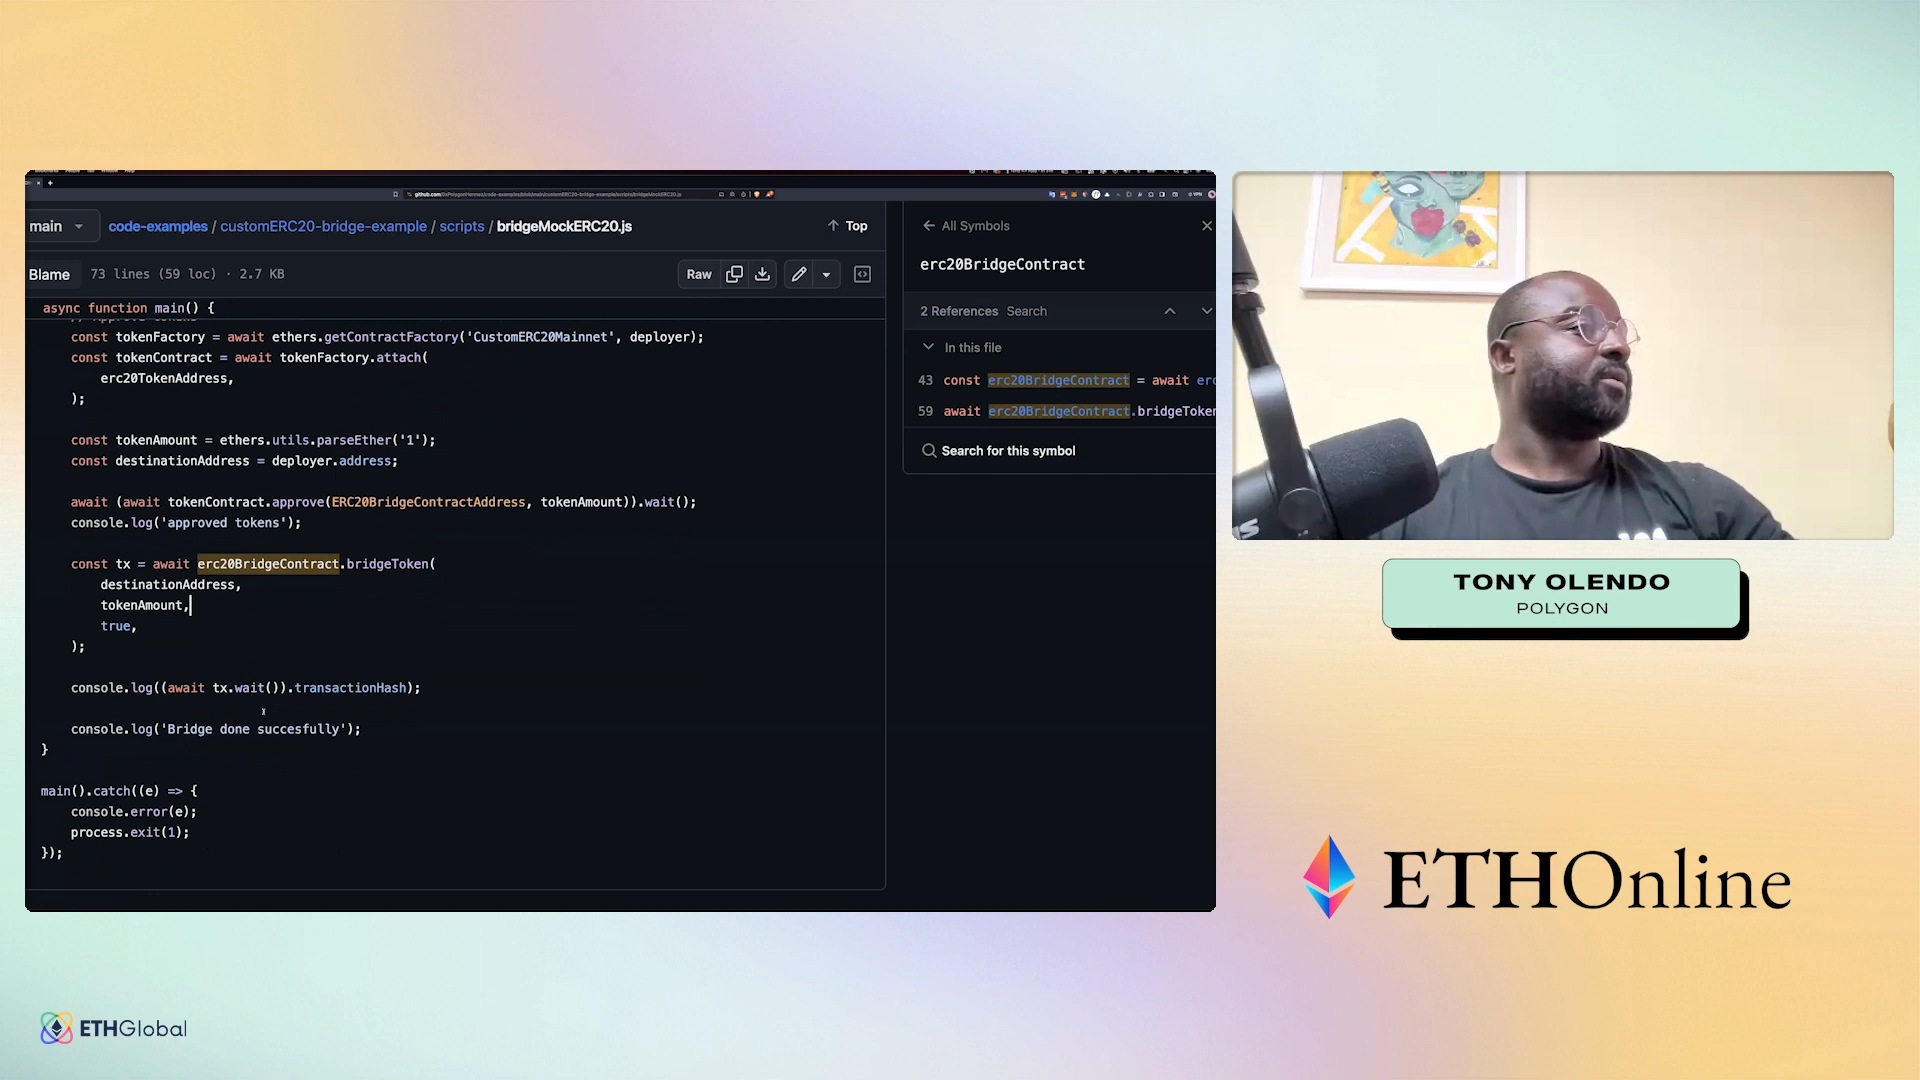 main
code-examples / customERC20-bridge-example / scripts / bridgeMockERC20.js
Top
Blame
73 lines (59 loc) · 2.7 KB
Raw
async function main() {
const tokenFactory = await ethers.getContractFactory('CustomERC20Mainnet', deployer);
const tokenContract = await tokenFactory.attach(
erc20TokenAddress,
);
const tokenAmount = ethers.utils.parseEther('1');
const destinationAddress = deployer.address;
await (await tokenContract.approve(ERC20BridgeContractAddress, tokenAmount)).wait();
console.log('approved tokens');
const tx = await erc20BridgeContract.bridgeToken(
destinationAddress,
tokenAmount,
true,
);
console.log((await tx.wait()).transactionHash);
console.log('Bridge done succesfully');
}
main().catch((e) => {
console.error(e);
process.exit(1);
});
All Symbols
erc20BridgeContract
2 References Search
In this file
43 const erc20BridgeContract = await erc
59 await erc20BridgeContract.bridgeToken
Search for this symbol
TONY OLENDO
POLYGON
ETHOnline
ETHGlobal